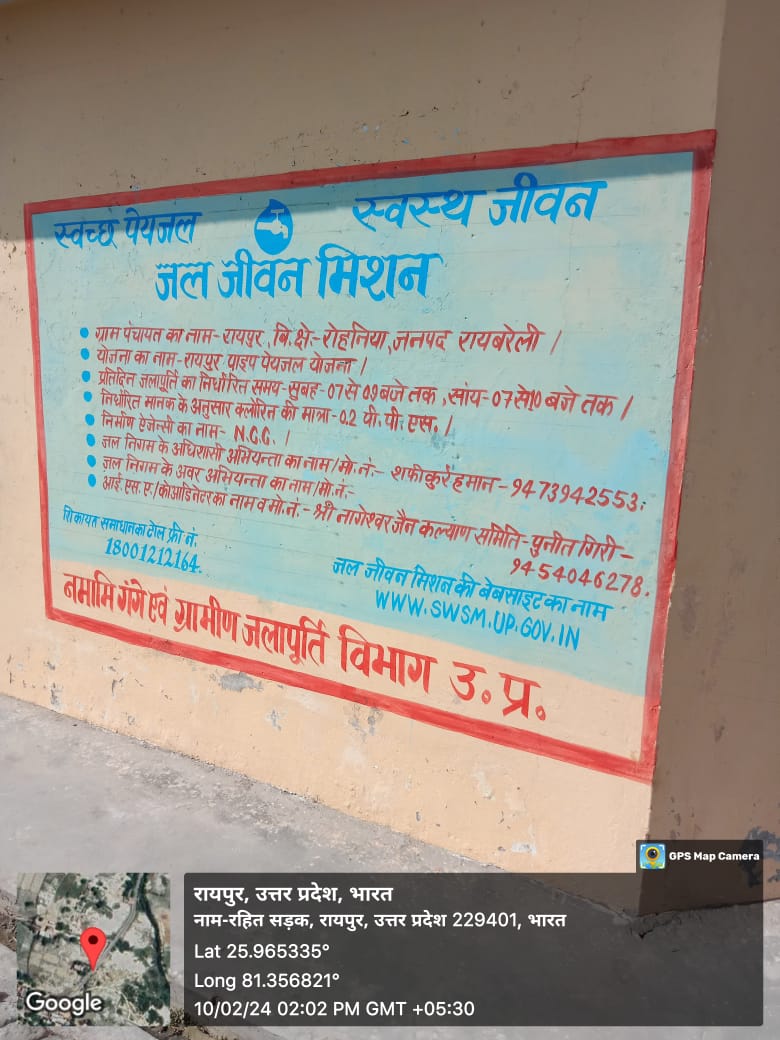 स्वच्छ पेयजल स्वस्थ जीवन
जल जीवन मिशन
ग्राम पंचायत का नाम- रायपुर, बि.क्षे- रोहनिया, जनपद रायबरेली ।
योजना का नाम- रायपुर पाइप पेयजल योजना ।
प्रतिदिन जलापूर्ति का निर्धारित समय- सुबह- 07 से 09 बजे तक, सांय- 07 से 10 बजे तक ।
निर्धारित मानक के अनुसार क्लोरिन की मात्रा- 0.2 पी.पी.एस. ।
निर्माण ऐजेन्सी का नाम- N.C.C. ।
जल निगम के अधिशासी अभियन्ता का नाम/मो.नं.- शफीकुर्रेहमान- 9473942553;
जल निगम के अवर अभियन्ता का नाम/मो.नं.-
आई.एस.ए./कोआडिनेटर का नाम व मो.नं.- श्री नागेश्वर जैन कल्याण समिति- पुनीत गिरी-
9454046278.
शिकायत समाधान का टोल फ्री नं.
18001212164.
जल जीवन मिशन की बेबसाइट का नाम
WWW.SWSM.UP.GOV.IN
नमामि गंगे एवं ग्रामीण जलापूर्ति विभाग उ.प्र.
GPS Map Camera
रायपुर, उत्तर प्रदेश, भारत
नाम-रहित सड़क, रायपुर, उत्तर प्रदेश 229401, भारत
Lat 25.965335°
Long 81.356821°
10/02/24 02:02 PM GMT +05:30
Google